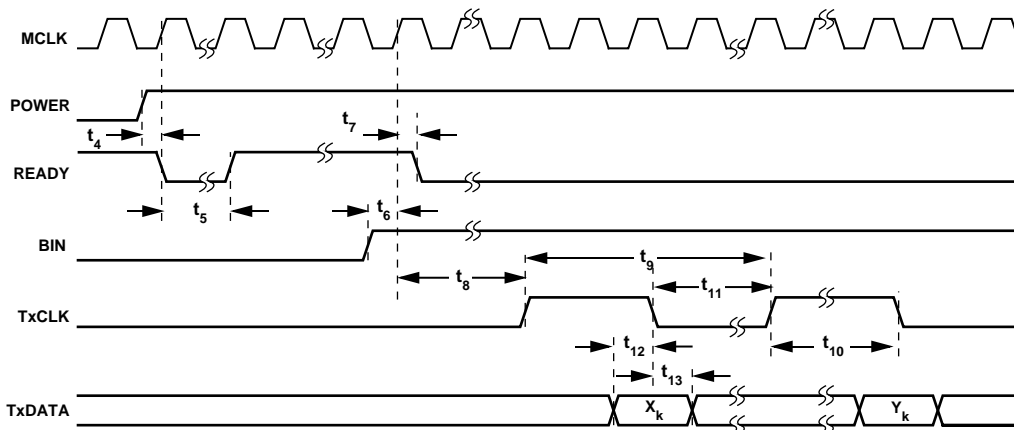 MCLK
POWER
t4
t7
READY
t5
t6
BIN
t9
t8
t11
TxCLK
t12
t10
t13
TxDATA
Xk
Yk